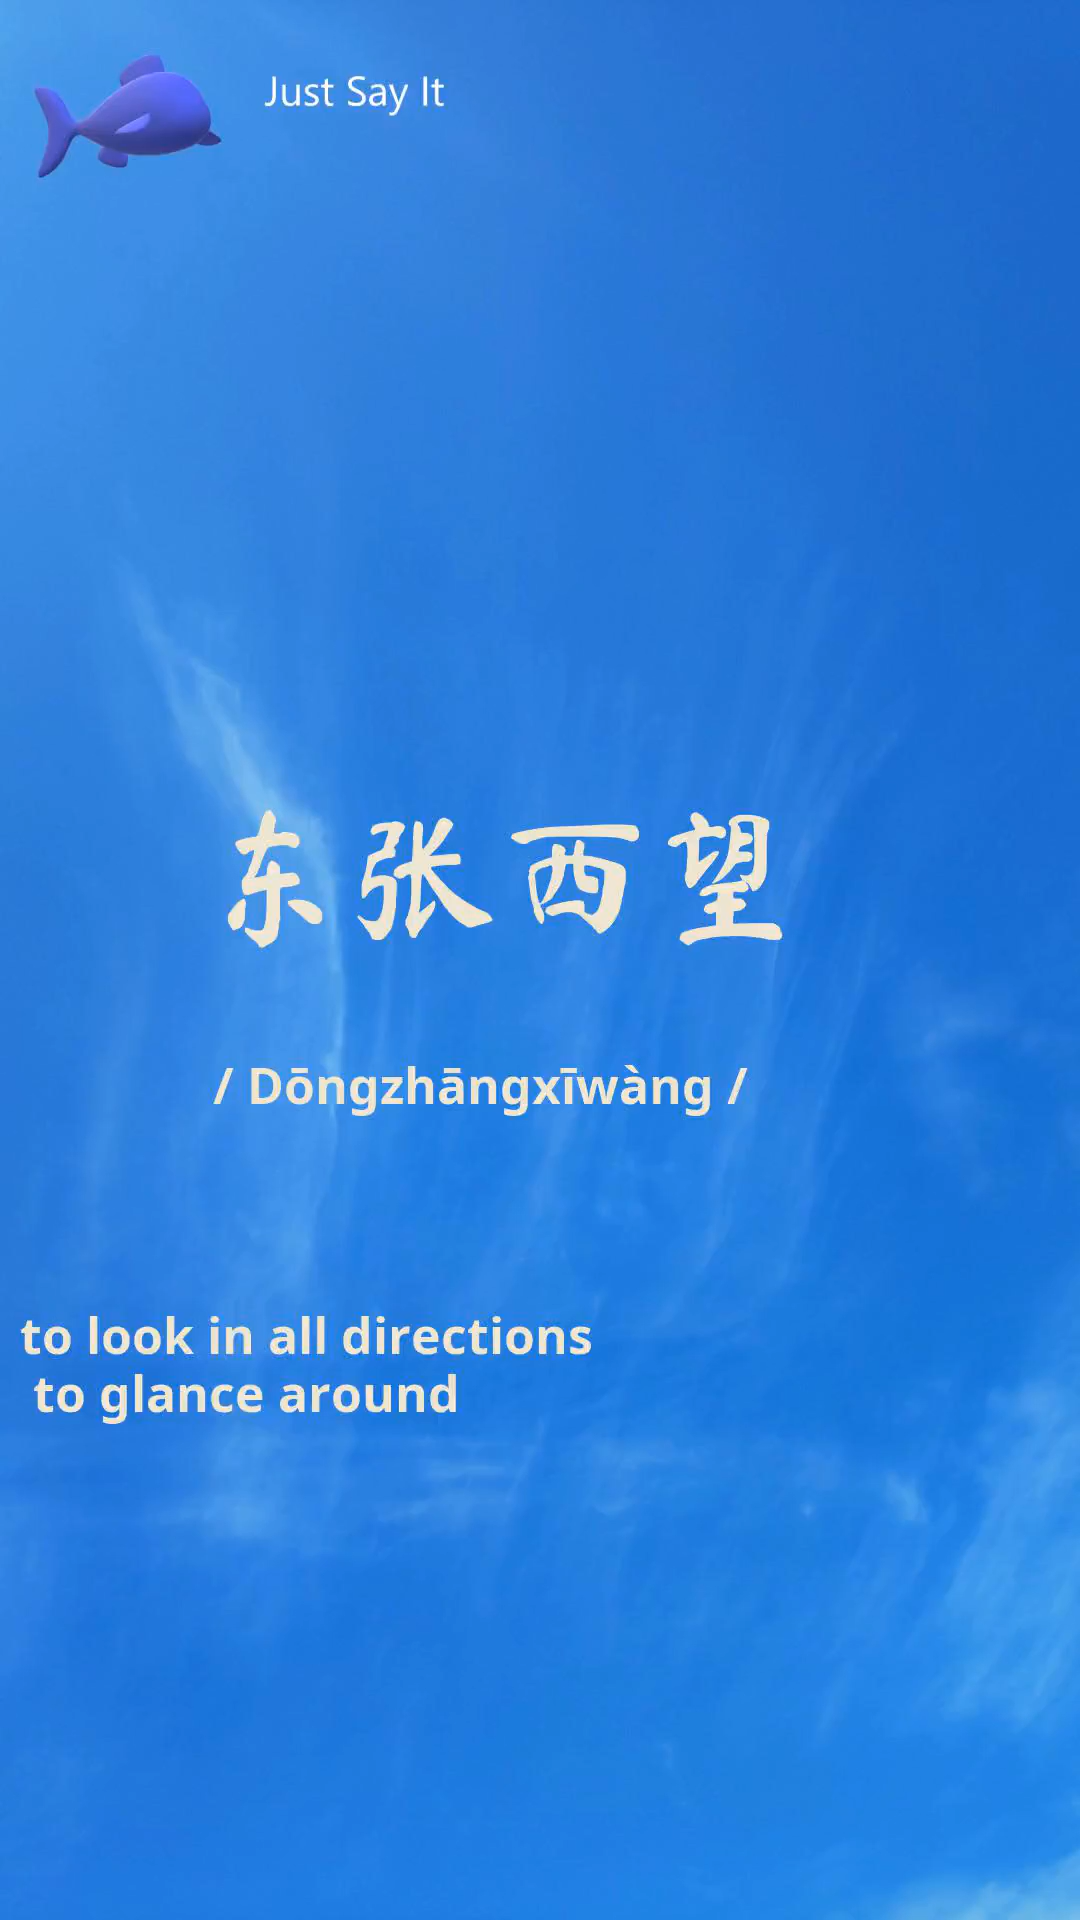 Just Say It
东张西望
/ Dōngzhāngxīwàng /
to look in all directions
to glance around